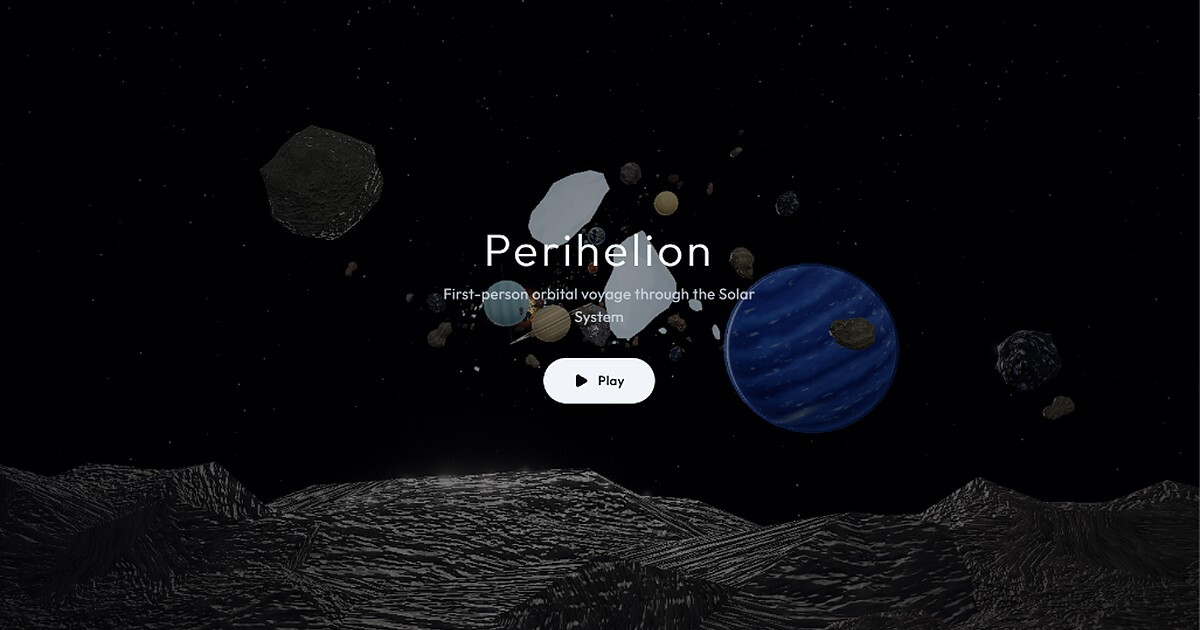 Perihelion
First-person orbital voyage through the Solar
System
Play